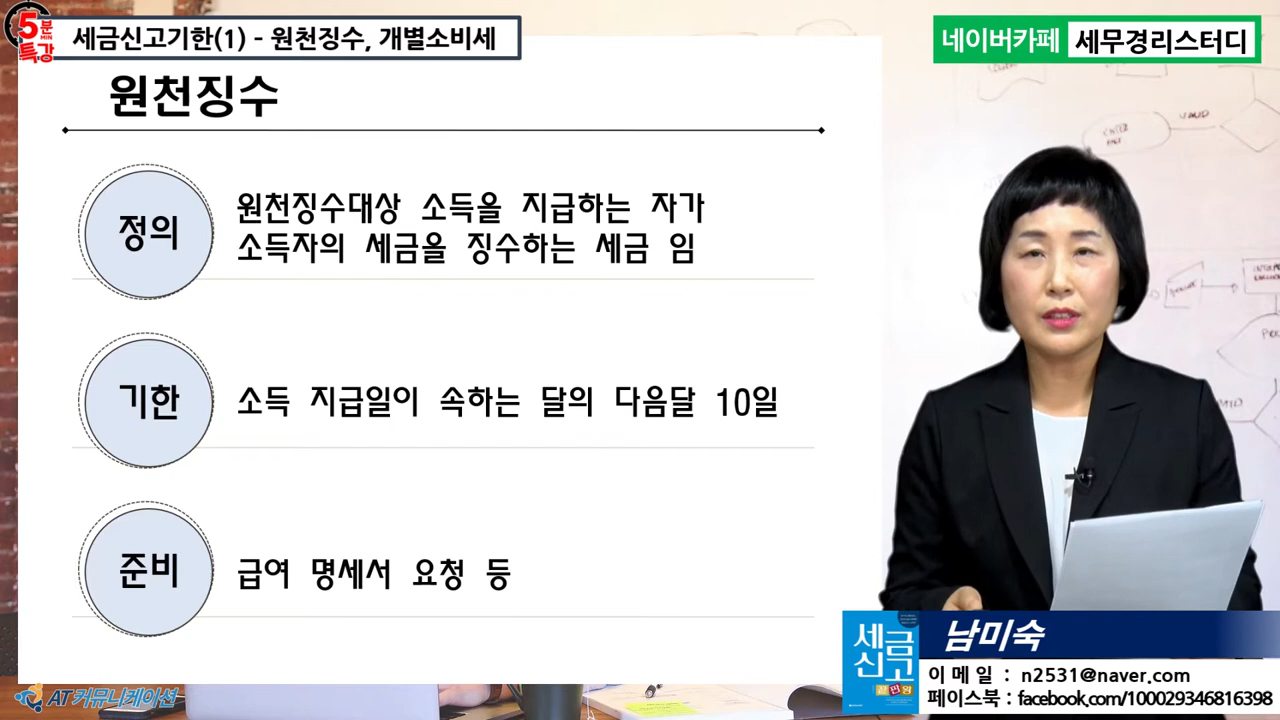 5분
MIN
특강
세금신고기한(1) - 원천징수, 개별소비세
네이버카페 세무경리스터디
원천징수
정의
원천징수대상 소득을 지급하는 자가
소득자의 세금을 징수하는 세금 임
기한
소득 지급일이 속하는 달의 다음달 10일
준비
급여 명세서 요청 등
세금
신고
끝판왕
남미숙
이메일 : n2531@naver.com
페이스북 : facebook.com/100029346816398
AT커뮤니케이션
VALID